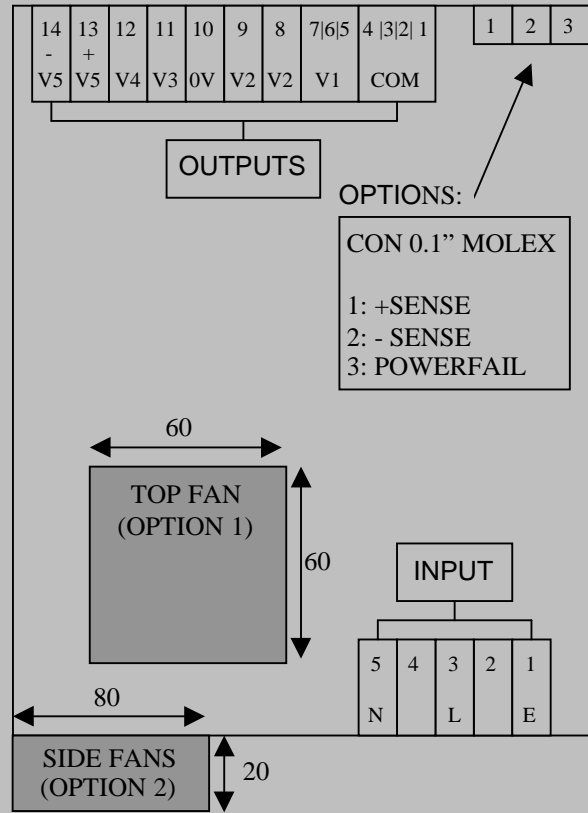 14 13 12 11 10 9 8 7|6|5 4 |3|2| 1
- +
V5 V5 V4 V3 0V V2 V2 V1 COM
1 2 3
OUTPUTS
OPTIONS:
CON 0.1” MOLEX
1: +SENSE
2: - SENSE
3: POWERFAIL
60
TOP FAN
(OPTION 1)
60
INPUT
5 4 3 2 1
N L E
80
SIDE FANS
(OPTION 2)
20